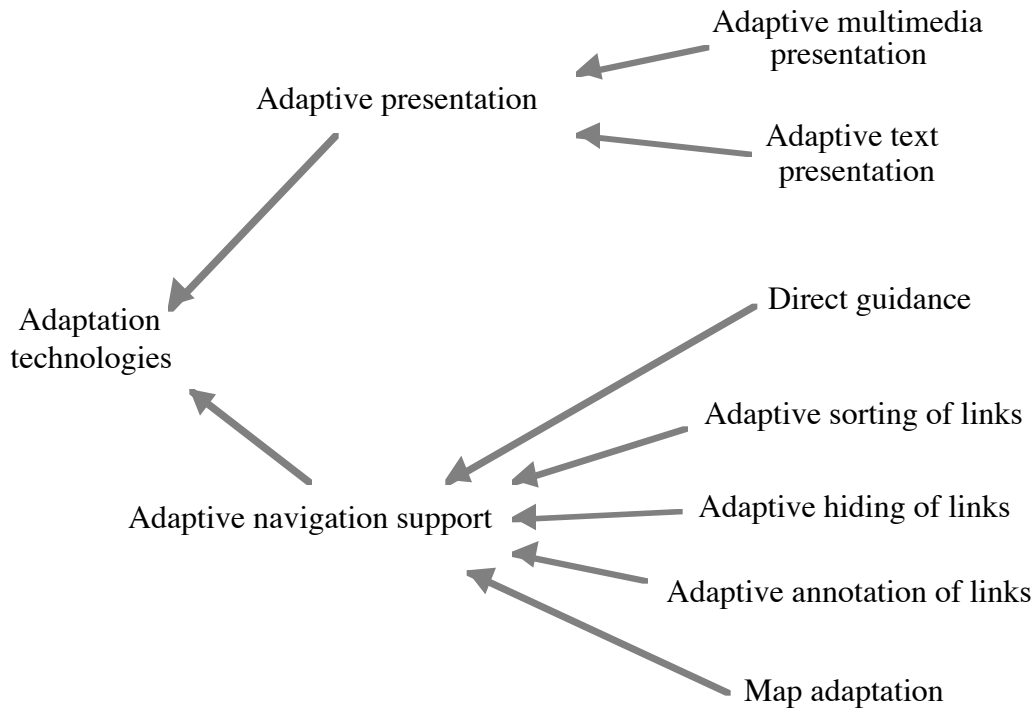 Adaptive multimedia
presentation
Adaptive presentation
Adaptive text
presentation
Direct guidance
Adaptation
technologies
Adaptive sorting of links
Adaptive hiding of links
Adaptive navigation support
Adaptive annotation of links
Map adaptation